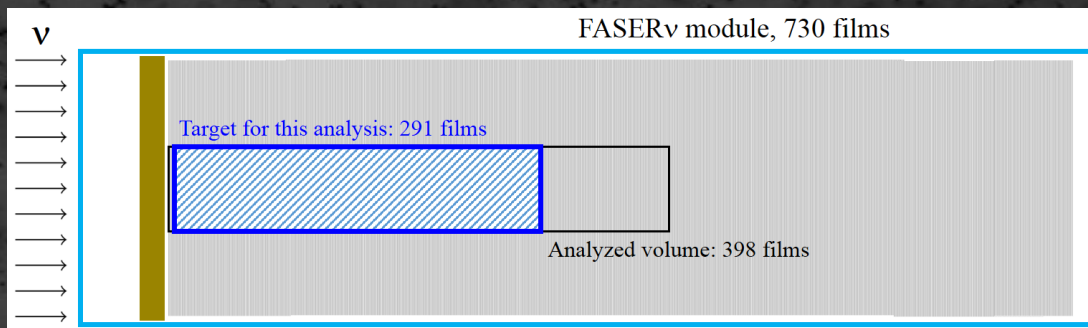 ν
FASERν module, 730 films
Target for this analysis: 291 films
Analyzed volume: 398 films